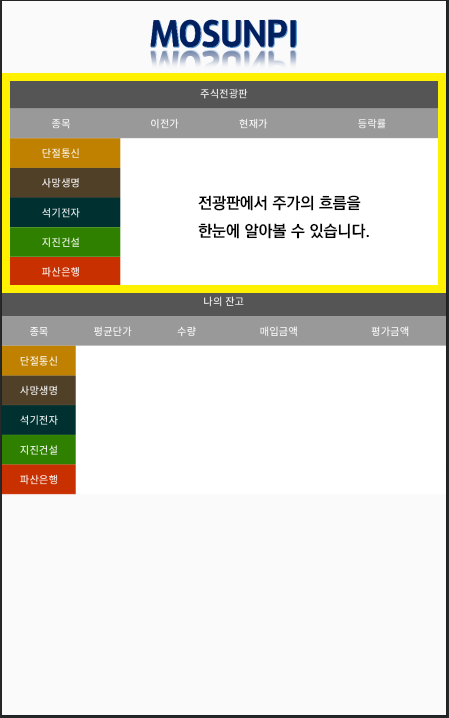 MOSUNPI
주식전광판
종목 이전가 현재가 등락률
단절통신
사망생명
석기전자
지진건설
파산은행
전광판에서 주가의 흐름을
한눈에 알아볼 수 있습니다.
나의 잔고
종목 평균단가 수량 매입금액 평가금액
단절통신
사망생명
석기전자
지진건설
파산은행